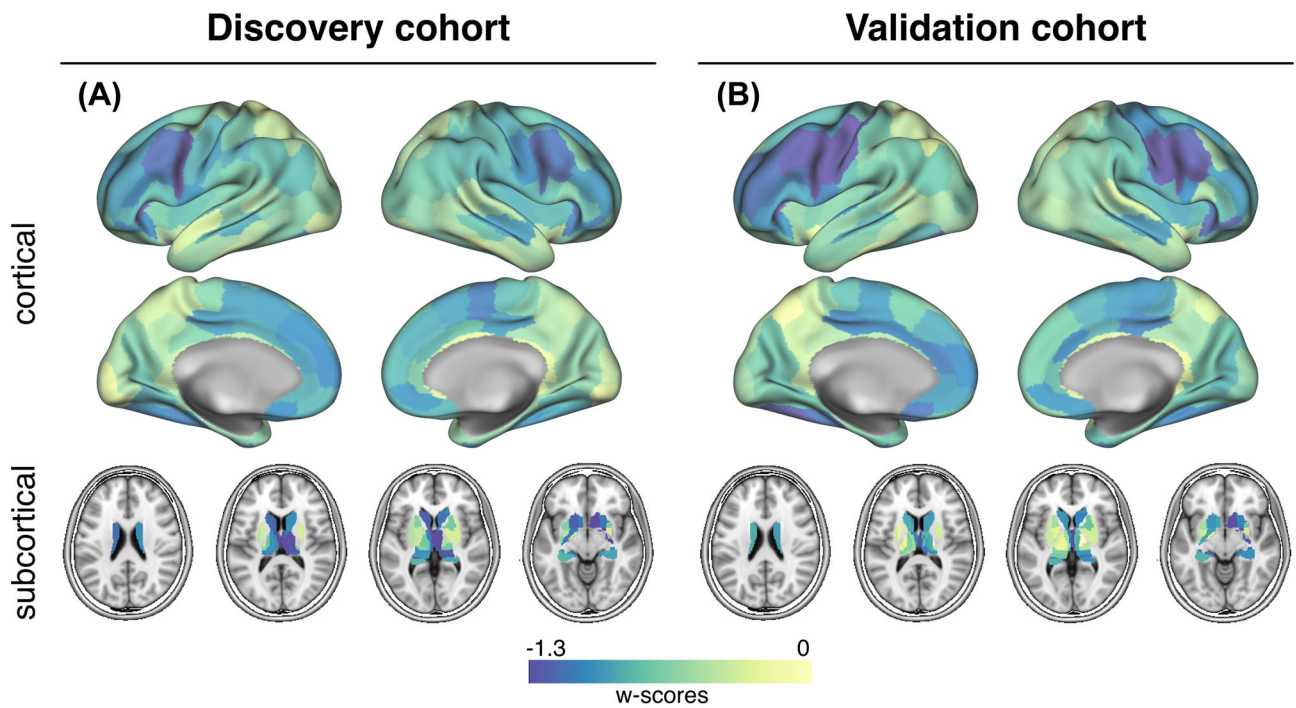 Discovery cohort
Validation cohort
(A)
(B)
cortical
subcortical
-1.3
0
w-scores